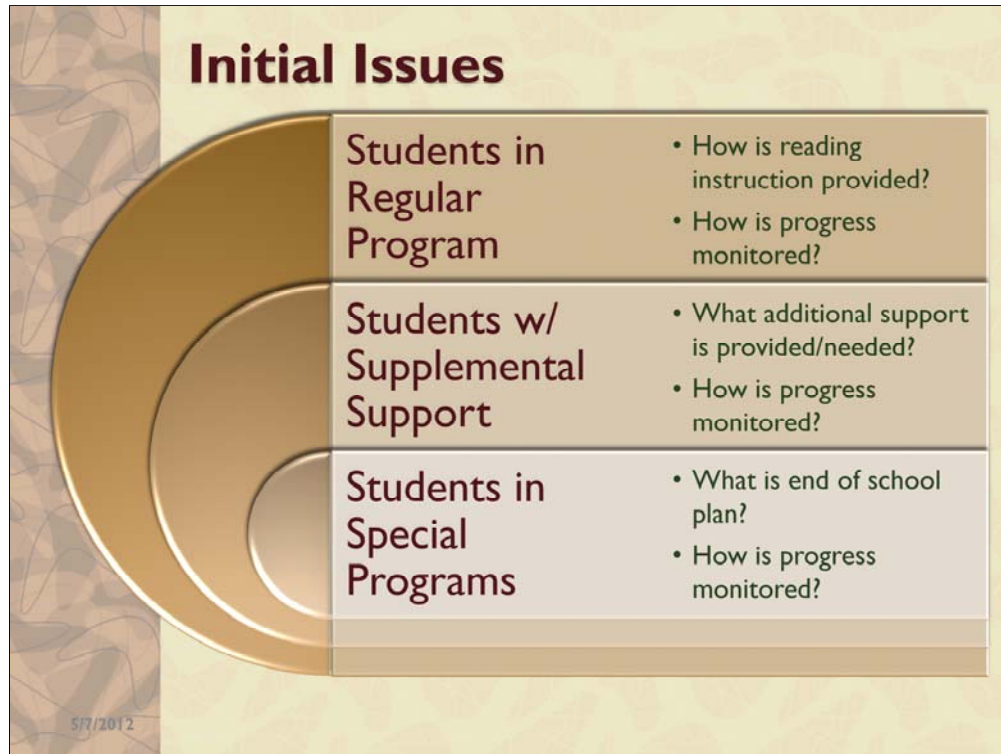 Initial Issues
Students in
Regular
Program
• How is reading
instruction provided?
• How is progress
monitored?
Students w/
Supplemental
Support
• What additional support
is provided/needed?
• How is progress
monitored?
Students in
Special
Programs
• What is end of school
plan?
• How is progress
monitored?
5/7/2012